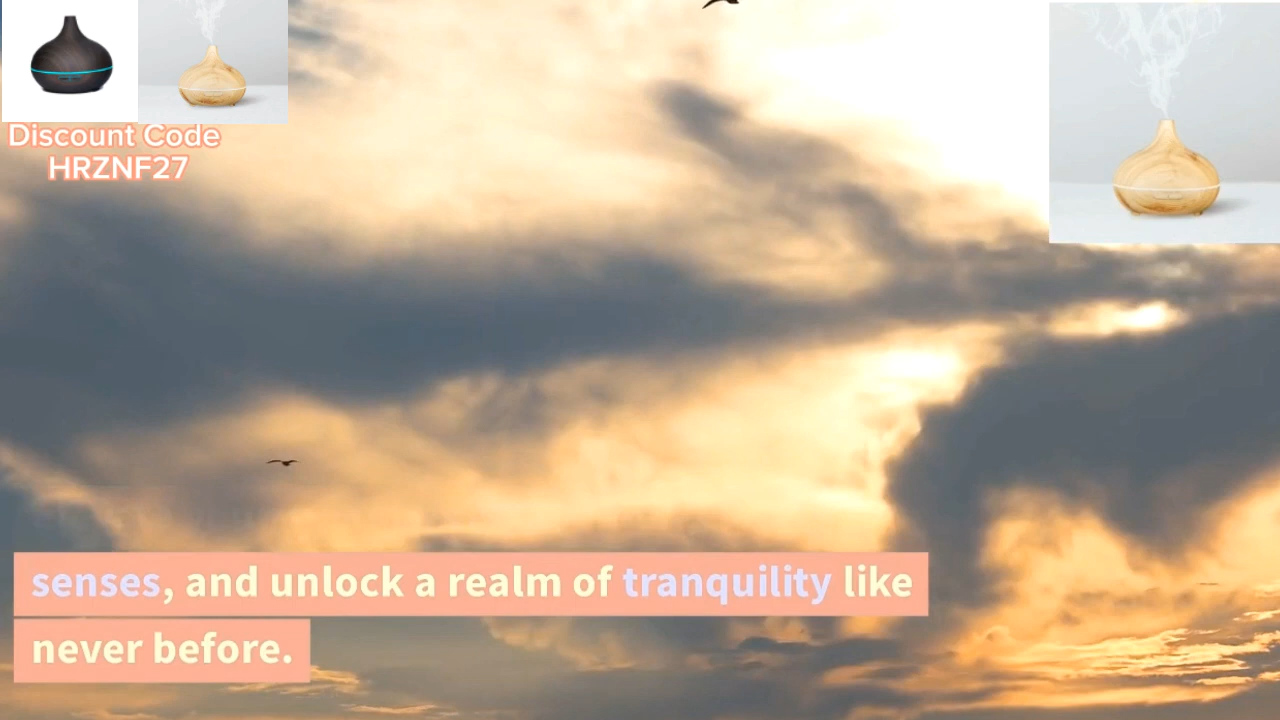 Discount Code
HRZNF27
senses, and unlock a realm of tranquility like
never before.